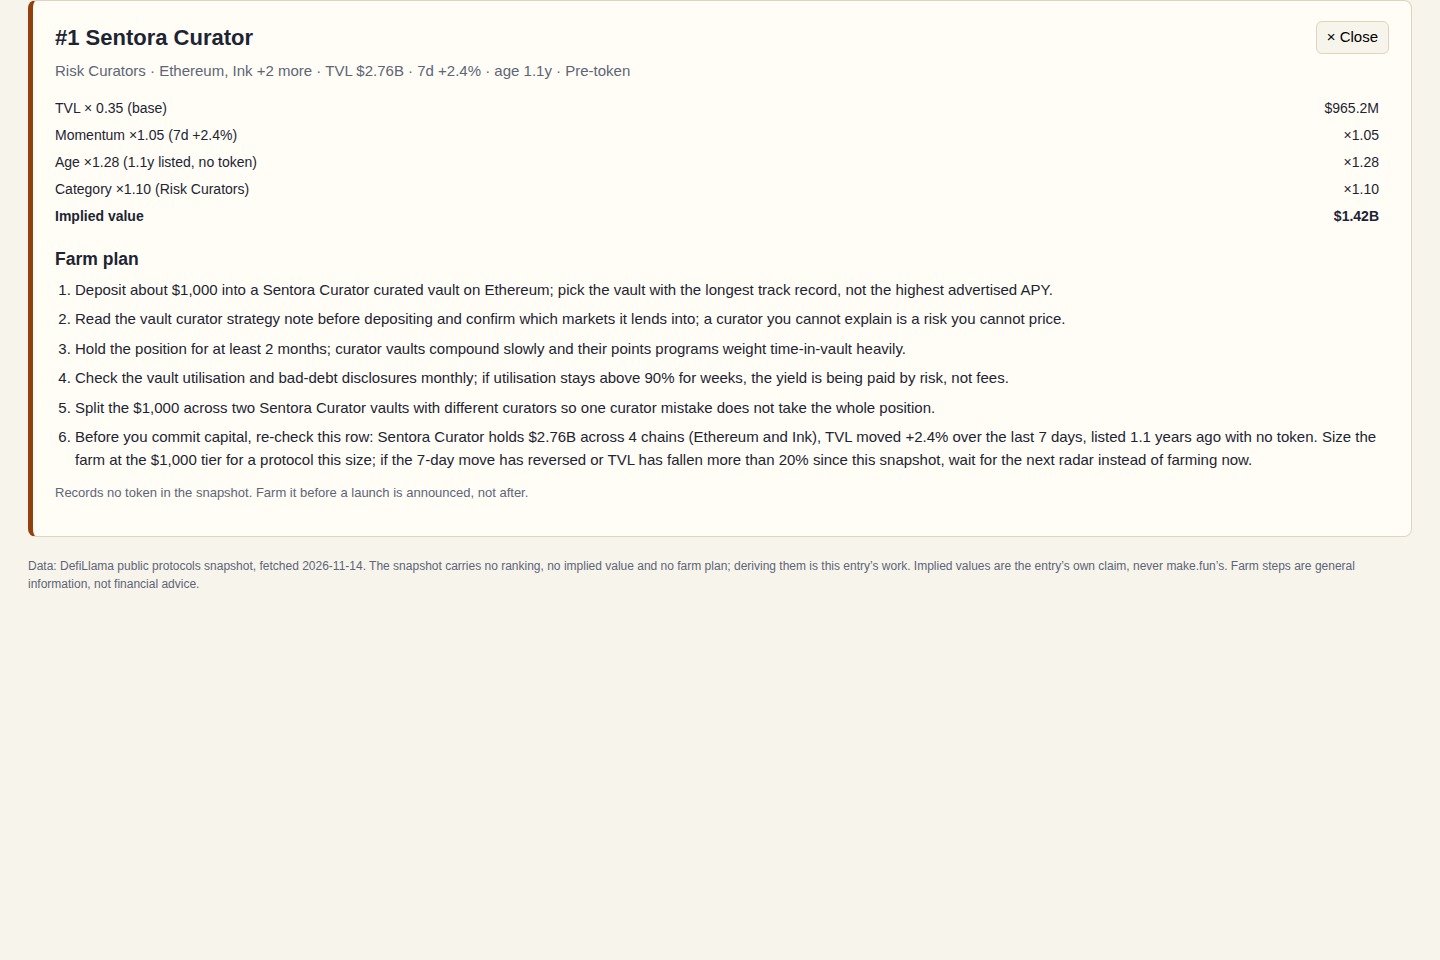 #1 Sentora Curator
× Close
Risk Curators · Ethereum, Ink +2 more · TVL $2.76B · 7d +2.4% · age 1.1y · Pre-token
TVL × 0.35 (base) $965.2M
Momentum ×1.05 (7d +2.4%) ×1.05
Age ×1.28 (1.1y listed, no token) ×1.28
Category ×1.10 (Risk Curators) ×1.10
Implied value $1.42B
Farm plan
1. Deposit about $1,000 into a Sentora Curator curated vault on Ethereum; pick the vault with the longest track record, not the highest advertised APY.
2. Read the vault curator strategy note before depositing and confirm which markets it lends into; a curator you cannot explain is a risk you cannot price.
3. Hold the position for at least 2 months; curator vaults compound slowly and their points programs weight time-in-vault heavily.
4. Check the vault utilisation and bad-debt disclosures monthly; if utilisation stays above 90% for weeks, the yield is being paid by risk, not fees.
5. Split the $1,000 across two Sentora Curator vaults with different curators so one curator mistake does not take the whole position.
6. Before you commit capital, re-check this row: Sentora Curator holds $2.76B across 4 chains (Ethereum and Ink), TVL moved +2.4% over the last 7 days, listed 1.1 years ago with no token. Size the
farm at the $1,000 tier for a protocol this size; if the 7-day move has reversed or TVL has fallen more than 20% since this snapshot, wait for the next radar instead of farming now.
Records no token in the snapshot. Farm it before a launch is announced, not after.
Data: DefiLlama public protocols snapshot, fetched 2026-11-14. The snapshot carries no ranking, no implied value and no farm plan; deriving them is this entry’s work. Implied values are the entry’s own claim, never make.fun’s. Farm steps are general
information, not financial advice.